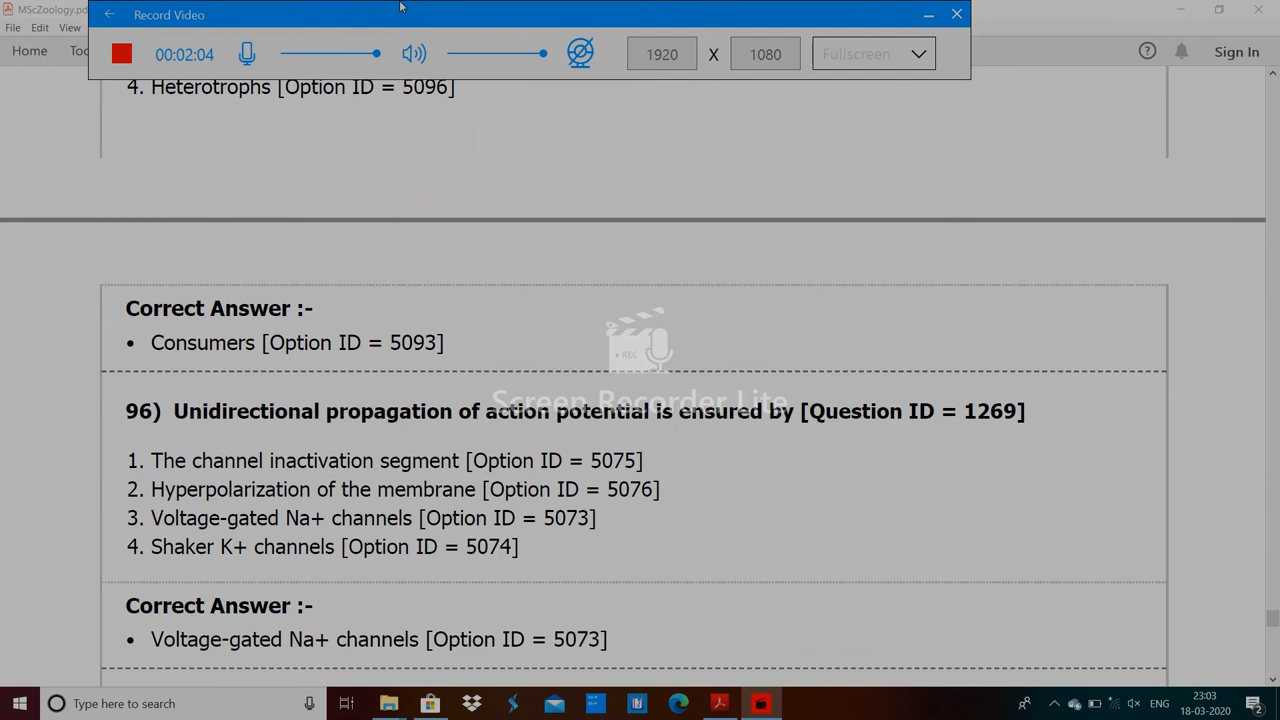 MScZoology.pd
Record Video
File Edit View
Home Too
00:02:04
1920 X 1080
Fullscreen
Sign In
4. Heterotrophs [Option ID = 5096]
Correct Answer :-
• Consumers [Option ID = 5093]
REC
Screen Recorder Lite
96) Unidirectional propagation of action potential is ensured by [Question ID = 1269]
1. The channel inactivation segment [Option ID = 5075]
2. Hyperpolarization of the membrane [Option ID = 5076]
3. Voltage-gated Na+ channels [Option ID = 5073]
4. Shaker K+ channels [Option ID = 5074]
Correct Answer :-
• Voltage-gated Na+ channels [Option ID = 5073]
Type here to search
ENG
23:03
18-03-2020
2